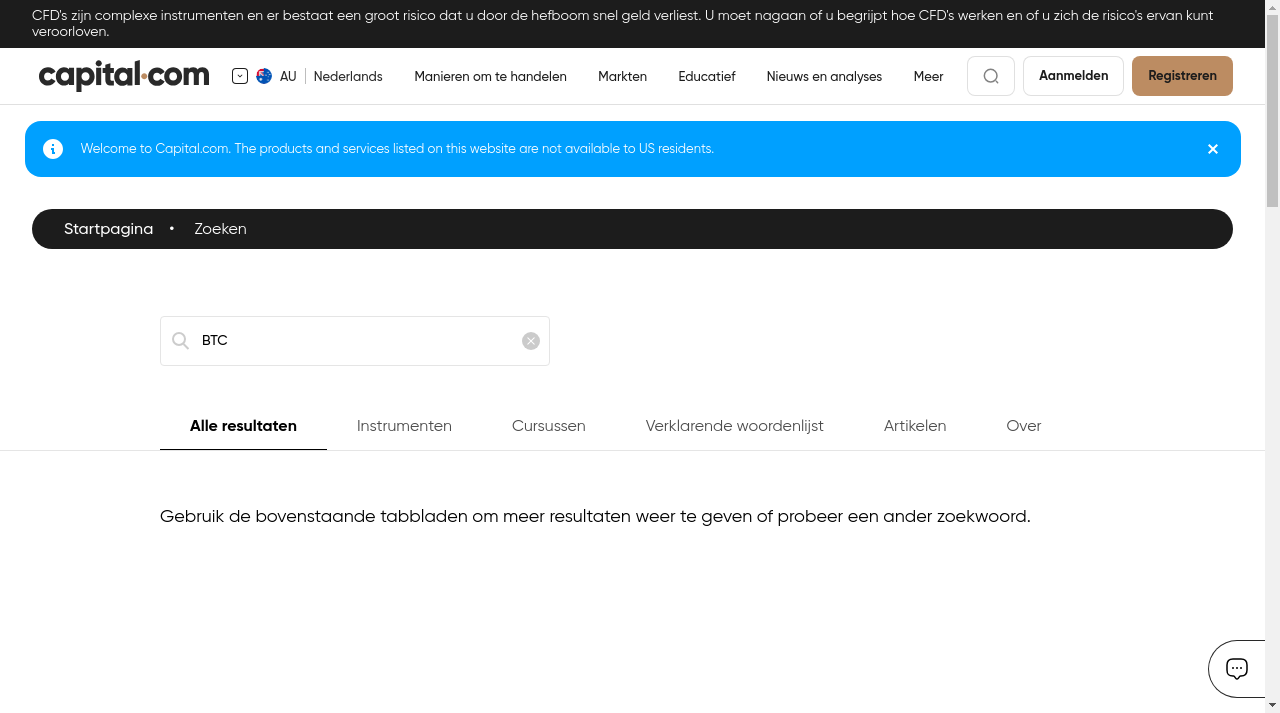 CFD's zijn complexe instrumenten en er bestaat een groot risico dat u door de hefboom snel geld verliest. U moet nagaan of u begrijpt hoe CFD's werken en of u zich de risico's ervan kunt
veroorloven.
capital.com AU Nederlands Manieren om te handelen Markten Educatief Nieuws en analyses Meer Aanmelden Registreren
Welcome to Capital.com. The products and services listed on this website are not available to US residents.
Startpagina • Zoeken
BTC
Alle resultaten Instrumenten Cursussen Verklarende woordenlijst Artikelen Over
Gebruik de bovenstaande tabbladen om meer resultaten weer te geven of probeer een ander zoekwoord.